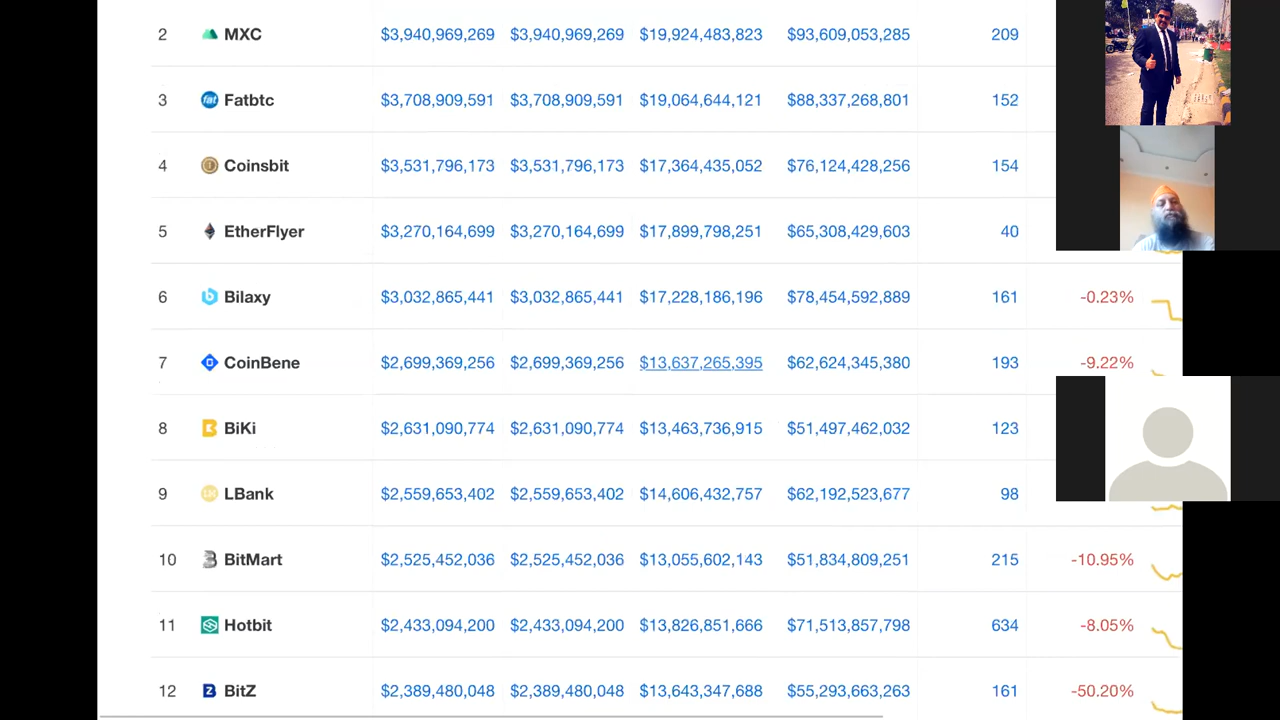 2 MXC $3,940,969,269 $3,940,969,269 $19,924,483,823 $93,609,053,285 209
3 Fatbtc $3,708,909,591 $3,708,909,591 $19,064,644,121 $88,337,268,801 152
4 Coinsbit $3,531,796,173 $3,531,796,173 $17,364,435,052 $76,124,428,256 154
5 EtherFlyer $3,270,164,699 $3,270,164,699 $17,899,798,251 $65,308,429,603 40
6 Bilaxy $3,032,865,441 $3,032,865,441 $17,228,186,196 $78,454,592,889 161 -0.23%
7 CoinBene $2,699,369,256 $2,699,369,256 $13,637,265,395 $62,624,345,380 193 -9.22%
8 BiKi $2,631,090,774 $2,631,090,774 $13,463,736,915 $51,497,462,032 123
9 LBank $2,559,653,402 $2,559,653,402 $14,606,432,757 $62,192,523,677 98
10 BitMart $2,525,452,036 $2,525,452,036 $13,055,602,143 $51,834,809,251 215 -10.95%
11 Hotbit $2,433,094,200 $2,433,094,200 $13,826,851,666 $71,513,857,798 634 -8.05%
12 BitZ $2,389,480,048 $2,389,480,048 $13,643,347,688 $55,293,663,263 161 -50.20%